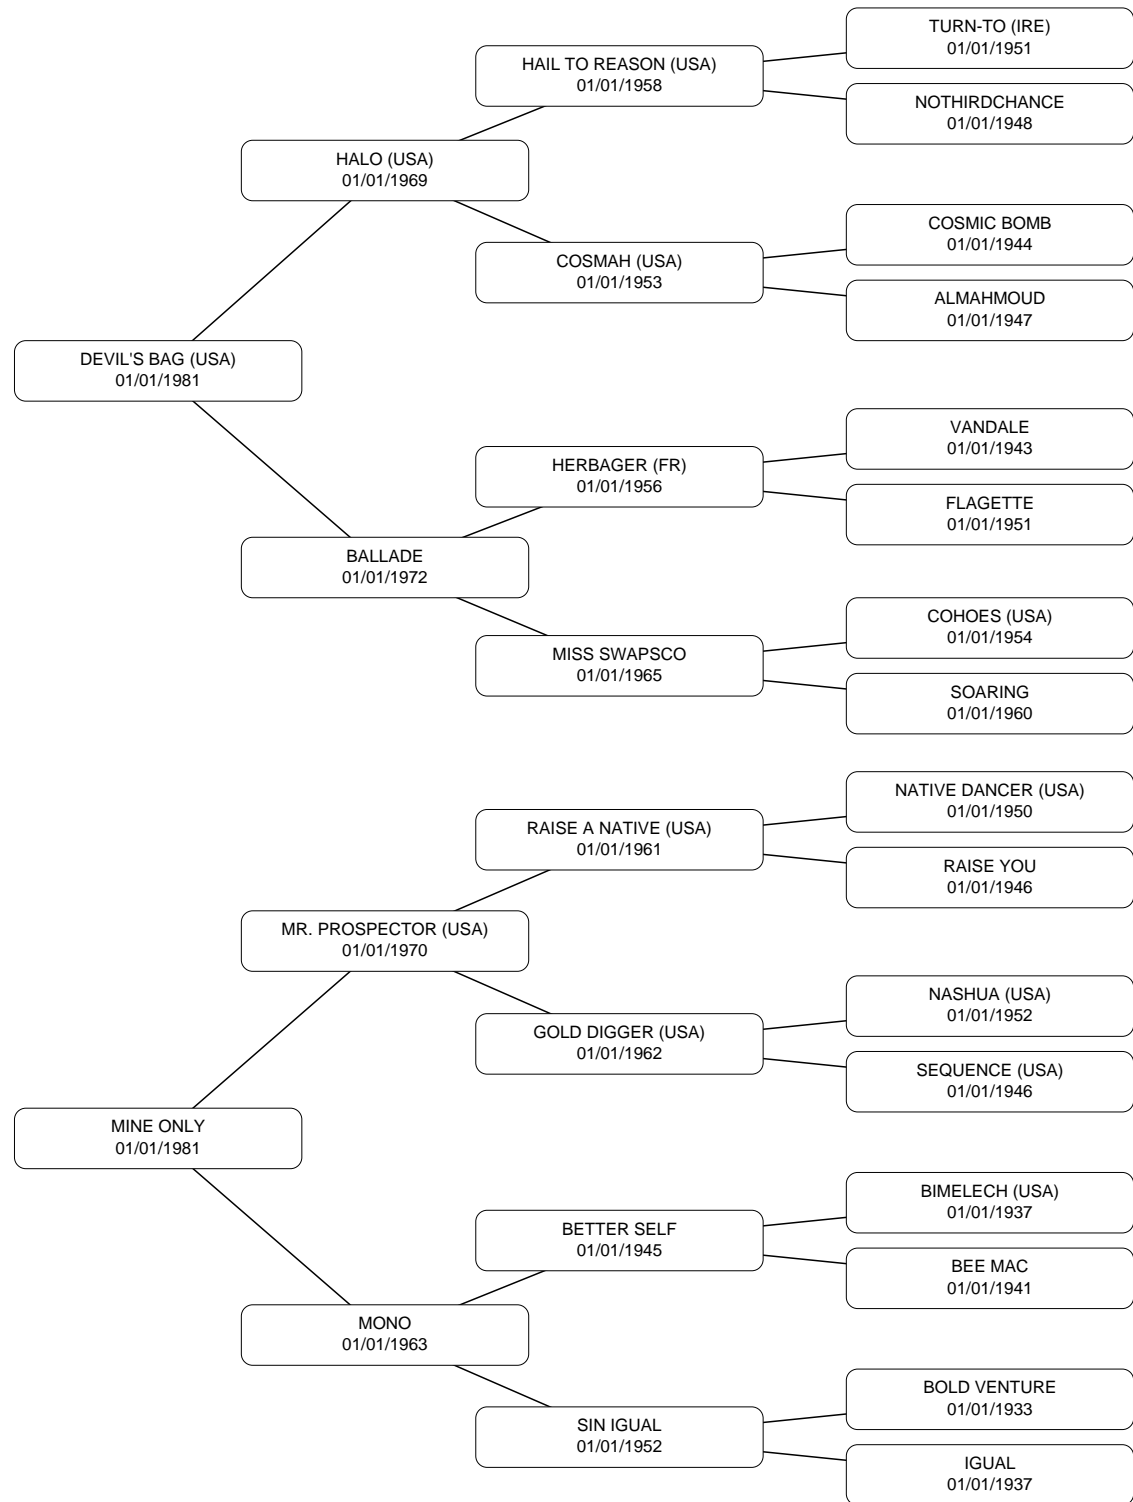 TURN-TO (IRE)
01/01/1951
HAIL TO REASON (USA)
01/01/1958
NOTHIRDCHANCE
01/01/1948
HALO (USA)
01/01/1969
COSMIC BOMB
01/01/1944
COSMAH (USA)
01/01/1953
ALMAHMOUD
01/01/1947
DEVIL'S BAG (USA)
01/01/1981
VANDALE
01/01/1943
HERBAGER (FR)
01/01/1956
FLAGETTE
01/01/1951
BALLADE
01/01/1972
COHOES (USA)
01/01/1954
MISS SWAPSCO
01/01/1965
SOARING
01/01/1960
NATIVE DANCER (USA)
01/01/1950
RAISE A NATIVE (USA)
01/01/1961
RAISE YOU
01/01/1946
MR. PROSPECTOR (USA)
01/01/1970
NASHUA (USA)
01/01/1952
GOLD DIGGER (USA)
01/01/1962
SEQUENCE (USA)
01/01/1946
MINE ONLY
01/01/1981
BIMELECH (USA)
01/01/1937
BETTER SELF
01/01/1945
BEE MAC
01/01/1941
MONO
01/01/1963
BOLD VENTURE
01/01/1933
SIN IGUAL
01/01/1952
IGUAL
01/01/1937